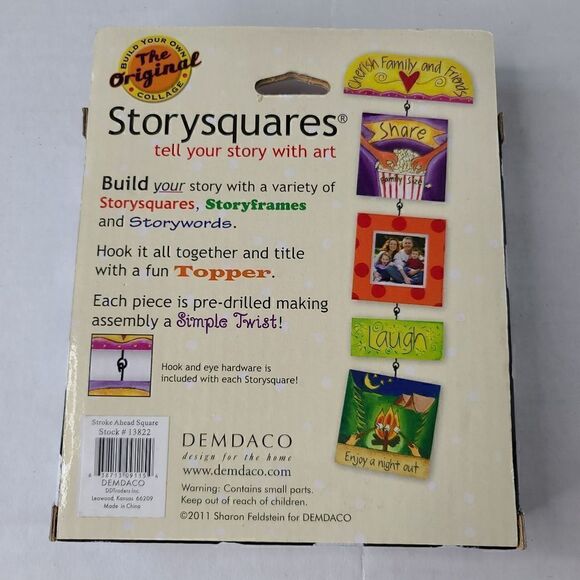 BUILD YOUR OWN
The
Original
COLLAGE
Storysquares®
tell your story with art
Build your story with a variety of
Storysquares, Storyframes
and Storywords.
Hook it all together and title
with a fun Topper.
Each piece is pre-drilled making
assembly a Simple Twist!
Hook and eye hardware is
included with each Storysquare!
Cherish Family and Friends
Share
Family Size
Laugh
Enjoy a night out
Stroke Ahead Square
Stock # 13822
DEMDACO
DDTraders Inc.
Leawood, Kansas 66209
Made in China
DEMDACO
design for the home
www.demdaco.com
Warning: Contains small parts.
Keep out of reach of children.
©2011 Sharon Feldstein for DEMDACO